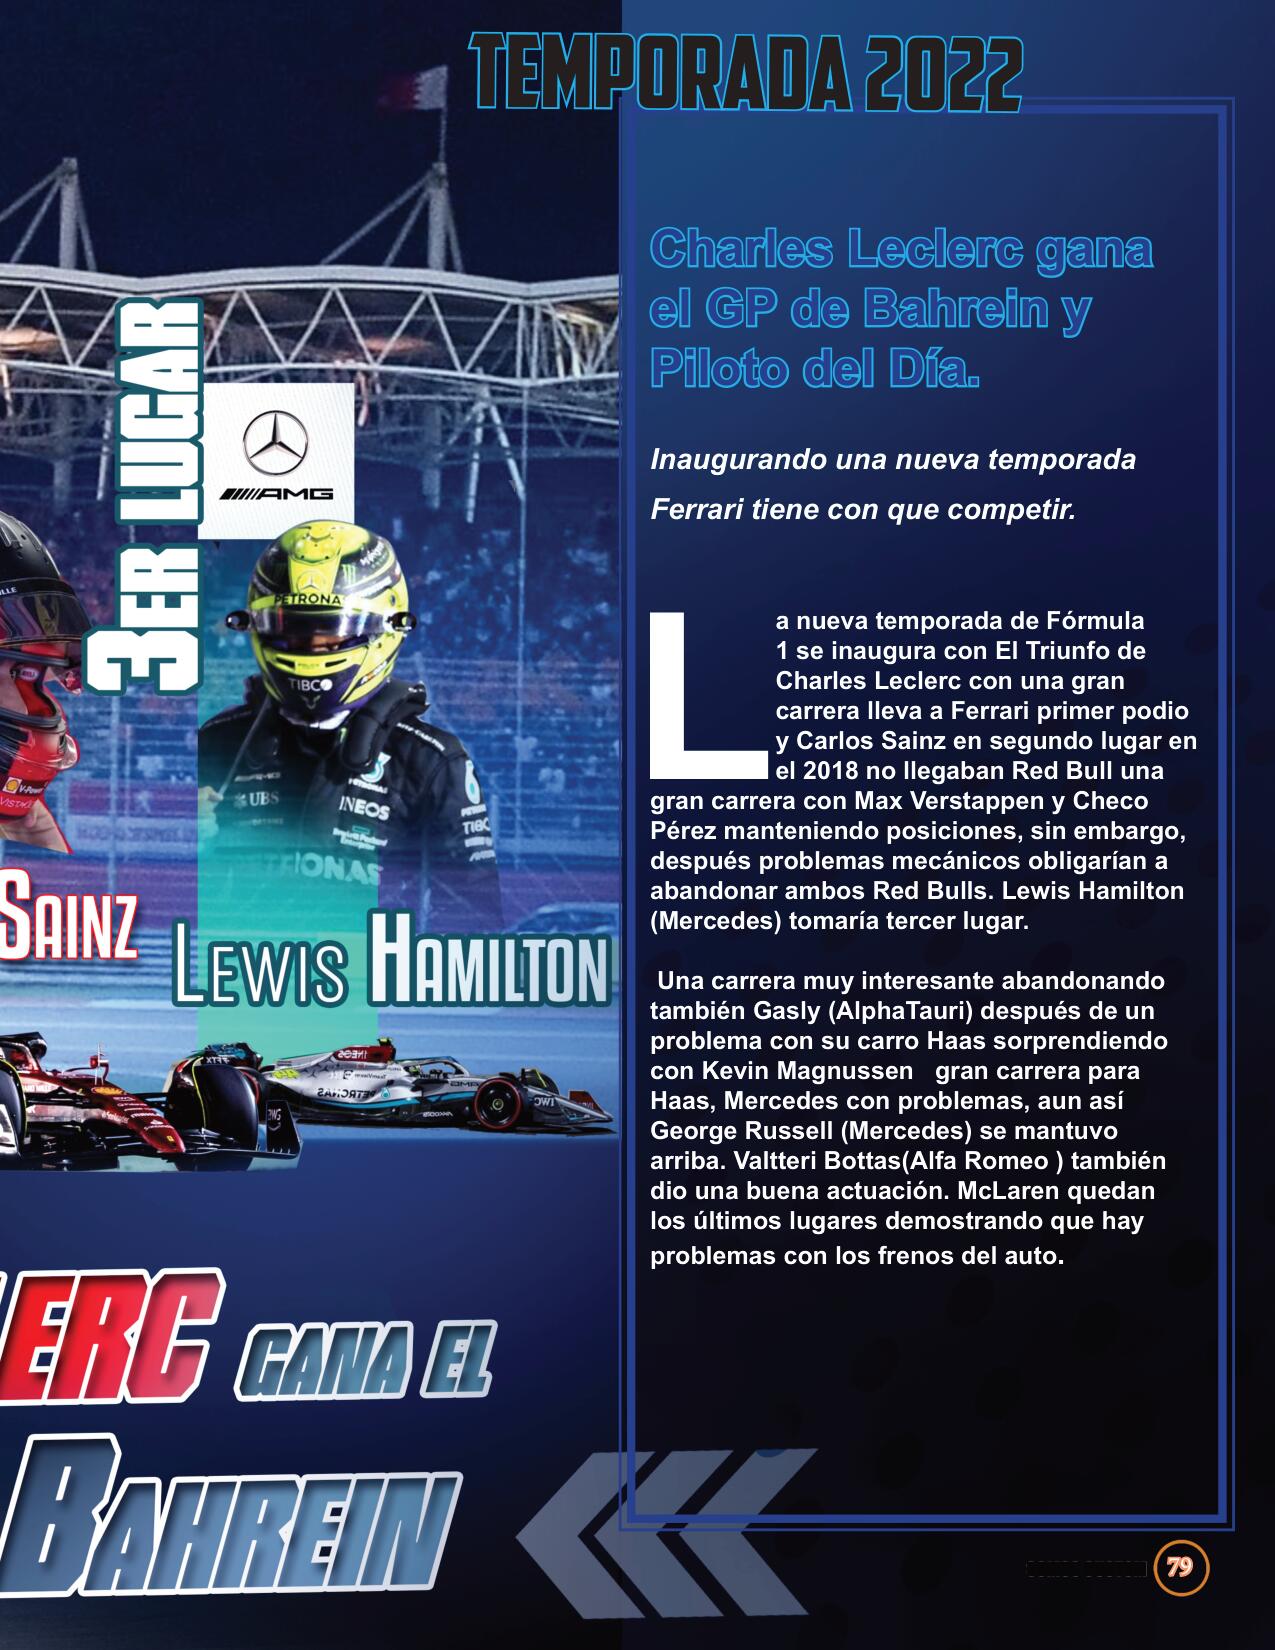 TEMPORADA 2022
3ER LUGAR
AMG
PETRONAS
TIBCO
UBS
INEOS
TIBCO
PETRONAS
V-Power
SAINZ
LEWIS HAMILTON
INEOS
PETRONAS
AMG
ERC GANA EL
BAHREIN
Charles Leclerc gana
el GP de Bahrein y
Piloto del Día.
Inaugurando una nueva temporada
Ferrari tiene con que competir.
La nueva temporada de Fórmula
1 se inaugura con El Triunfo de
Charles Leclerc con una gran
carrera lleva a Ferrari primer podio
y Carlos Sainz en segundo lugar en
el 2018 no llegaban Red Bull una
gran carrera con Max Verstappen y Checo
Pérez manteniendo posiciones, sin embargo,
después problemas mecánicos obligarían a
abandonar ambos Red Bulls. Lewis Hamilton
(Mercedes) tomaría tercer lugar.
Una carrera muy interesante abandonando
también Gasly (AlphaTauri) después de un
problema con su carro Haas sorprendiendo
con Kevin Magnussen gran carrera para
Haas, Mercedes con problemas, aun así
George Russell (Mercedes) se mantuvo
arriba. Valtteri Bottas(Alfa Romeo ) también
dio una buena actuación. McLaren quedan
los últimos lugares demostrando que hay
problemas con los frenos del auto.
79